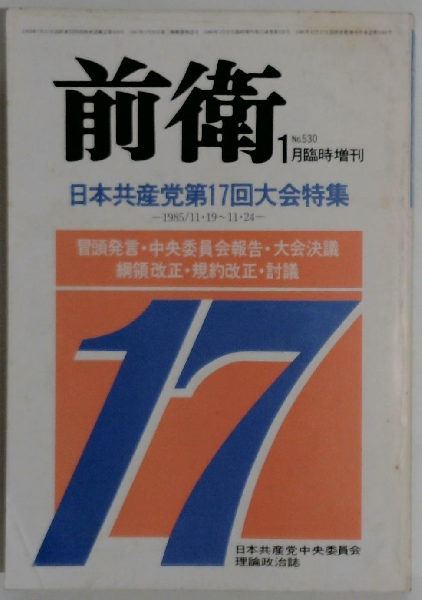 前衛
No.530
1月臨時増刊
日本共産党第17回大会特集
─1985/11・19～11・24─
冒頭発言・中央委員会報告・大会決議
綱領改正・規約改正・討議
17
日本共産党中央委員会
理論政治誌